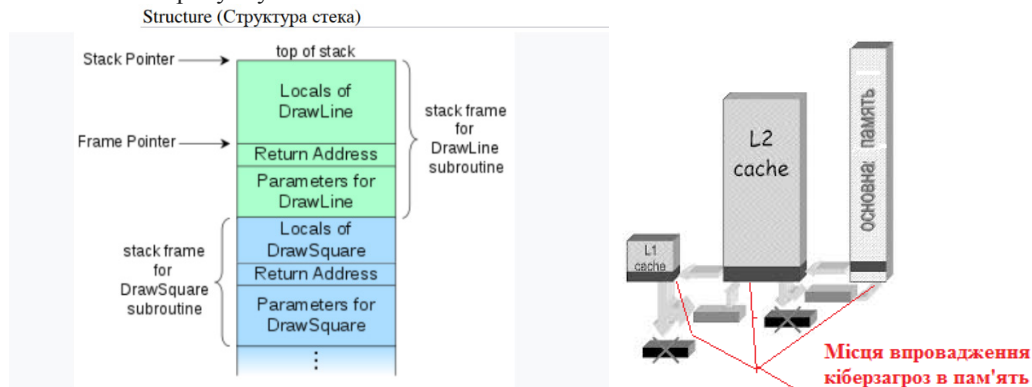 Structure (Структура стека)
Stack Pointer
top of stack
Locals of
DrawLine
stack frame
for
DrawLine
subroutine
Frame Pointer
Return Address
Parameters for
DrawLine
Locals of
DrawSquare
stack frame
for
DrawSquare
subroutine
Return Address
Parameters for
DrawSquare
L1
cache
L2
cache
основна память
Місця впровадження
кіберзагроз в пам'ять